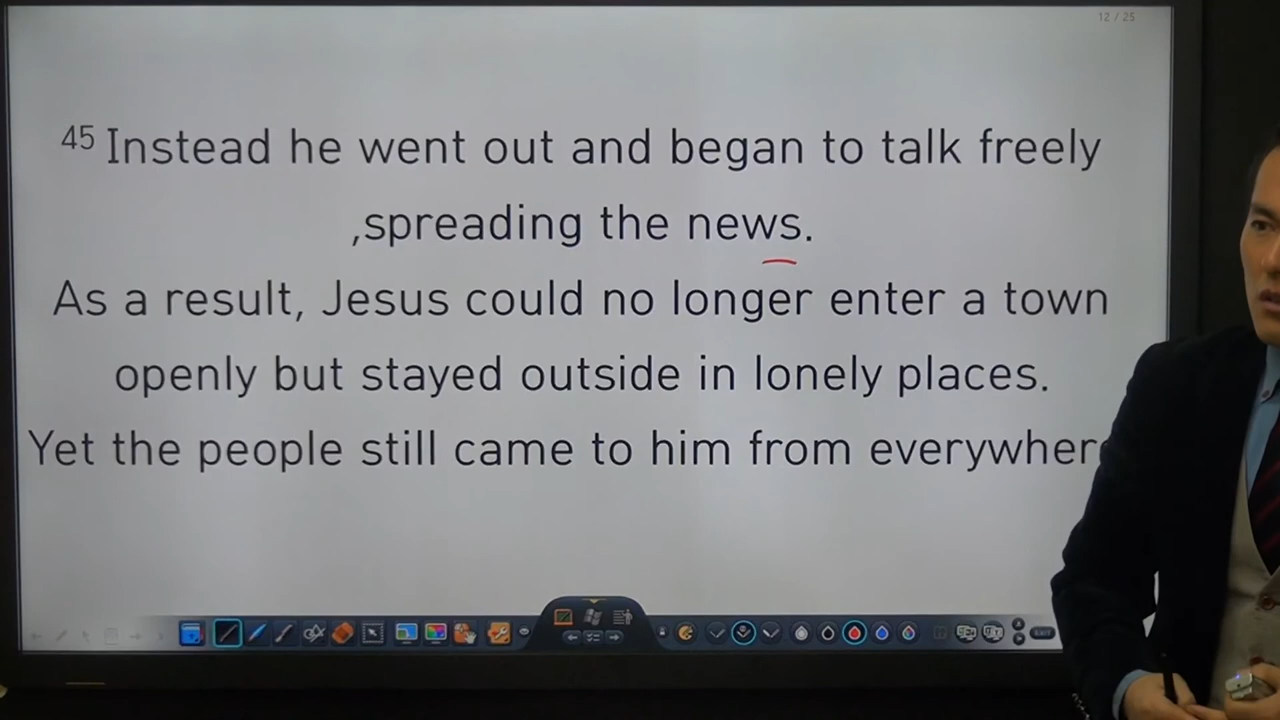 12 / 25
45 Instead he went out and began to talk freely
,spreading the news.
As a result, Jesus could no longer enter a town
openly but stayed outside in lonely places.
Yet the people still came to him from everywher